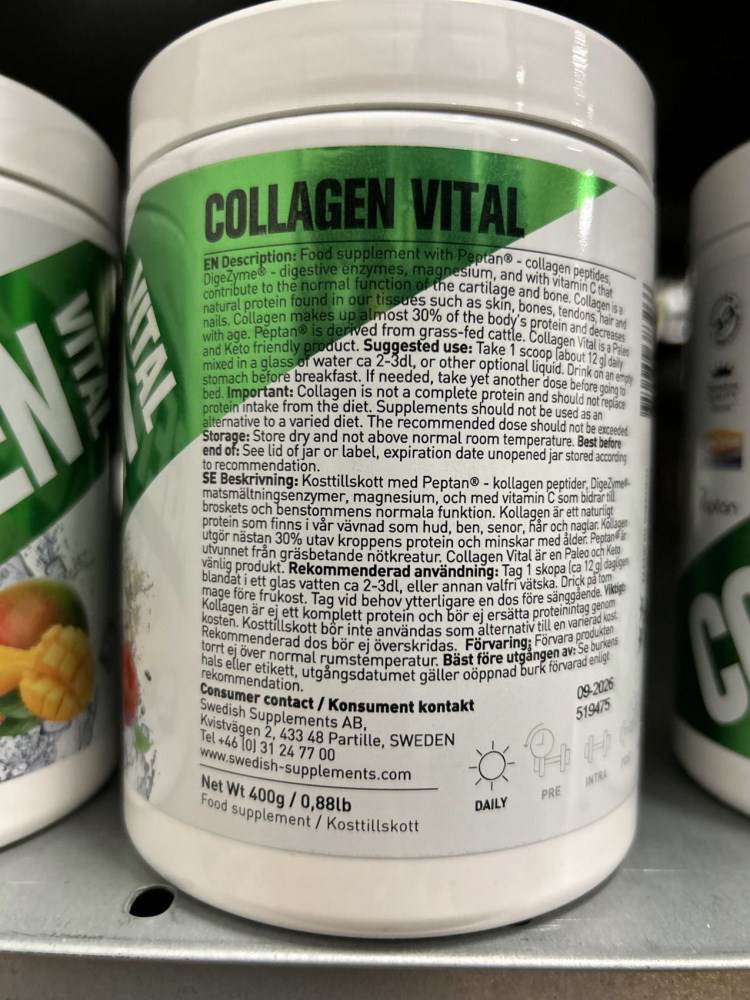 COLLAGEN VITAL
EN Description: Food supplement with Peptan® - collagen peptides,
DigeZyme® - digestive enzymes, magnesium, and with vitamin C that
contribute to the normal function of the cartilage and bone. Collagen is a
natural protein found in our tissues such as skin, bones, tendons, hair and
nails. Collagen makes up almost 30% of the body's protein and decreases
with age. Peptan® is derived from grass-fed cattle. Collagen Vital is a Paleo
and Keto friendly product. Suggested use: Take 1 scoop (about 12 g) daily
mixed in a glass of water ca 2-3dl, or other optional liquid. Drink on an empty
stomach before breakfast. If needed, take yet another dose before going to
bed. Important: Collagen is not a complete protein and should not replace
protein intake from the diet. Supplements should not be used as an
alternative to a varied diet. The recommended dose should not be exceeded.
Storage: Store dry and not above normal room temperature. Best before
end of: See lid of jar or label, expiration date unopened jar stored according
to recommendation.
SE Beskrivning: Kosttillskott med Peptan® - kollagen peptider, DigeZyme®-
matsmältningsenzymer, magnesium, och med vitamin C som bidrar till
broskets och benstommens normala funktion. Kollagen är ett naturligt
protein som finns i vår vävnad som hud, ben, senor, hår och naglar. Kollagen
utgör nästan 30% utav kroppens protein och minskar med ålder. Peptan® är
utvunnet från gräsbetande nötkreatur. Collagen Vital är en Paleo och Keto
vänlig produkt. Rekommenderad användning: Tag 1 skopa (ca 12 g) dagligen
blandat i ett glas vatten ca 2-3dl, eller annan valfri vätska. Drick på tom
mage före frukost. Tag vid behov ytterligare en dos före sänggående. Viktigt:
Kollagen är ej ett komplett protein och bör ej ersätta proteinintag genom
kosten. Kosttillskott bör inte användas som alternativ till en varierad kost.
Rekommenderad dos bör ej överskridas. Förvaring: Förvara produkten
torrt ej över normal rumstemperatur. Bäst före utgången av: Se burkens
hals eller etikett, utgångsdatumet gäller oöppnad burk förvarad enligt
rekommendation.
Consumer contact / Konsument kontakt
Swedish Supplements AB,
Kvistvägen 2, 433 48 Partille, SWEDEN
Tel +46 (0) 31 24 77 00
www.swedish-supplements.com
Net Wt 400g / 0,88lb
Food supplement / Kosttillskott
09-2026
519475
DAILY
PRE
INTRA
VITAL
EN
VITAL
CO